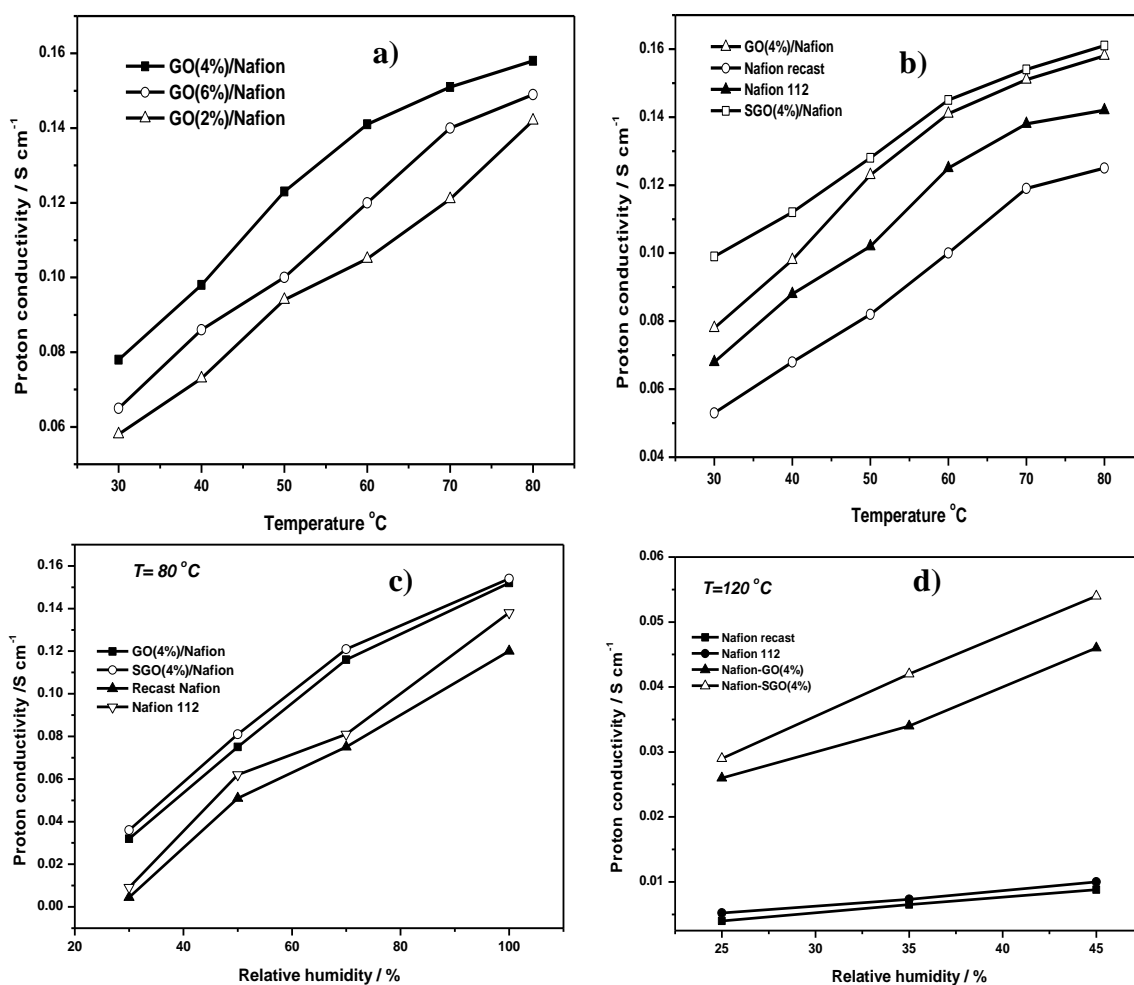 a)
GO(4%)/Nafion
GO(6%)/Nafion
GO(2%)/Nafion
Proton conductivity / S cm⁻¹
0.16
0.14
0.12
0.10
0.08
0.06
30 40 50 60 70 80
Temperature °C
b)
GO(4%)/Nafion
Nafion recast
Nafion 112
SGO(4%)/Nafion
Proton conductivity / S cm⁻¹
0.16
0.14
0.12
0.10
0.08
0.06
0.04
30 40 50 60 70 80
Temperature °C
T= 80 °C
c)
GO(4%)/Nafion
SGO(4%)/Nafion
Recast Nafion
Nafion 112
Proton conductivity /S cm⁻¹
0.16
0.14
0.12
0.10
0.08
0.06
0.04
0.02
0.00
20 40 60 80 100
Relative humidity / %
T=120 °C
d)
Nafion recast
Nafion 112
Nafion-GO(4%)
Nafion-SGO(4%)
Proton conductivity / S cm⁻¹
0.06
0.05
0.04
0.03
0.02
0.01
25 30 35 40 45
Relative humidity / %